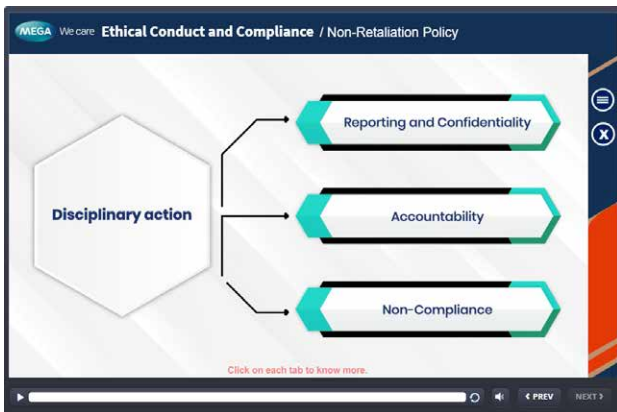 MEGA We care Ethical Conduct and Compliance / Non-Retaliation Policy
Disciplinary action
Reporting and Confidentiality
Accountability
Non-Compliance
Click on each tab to know more.
X
< PREV NEXT >